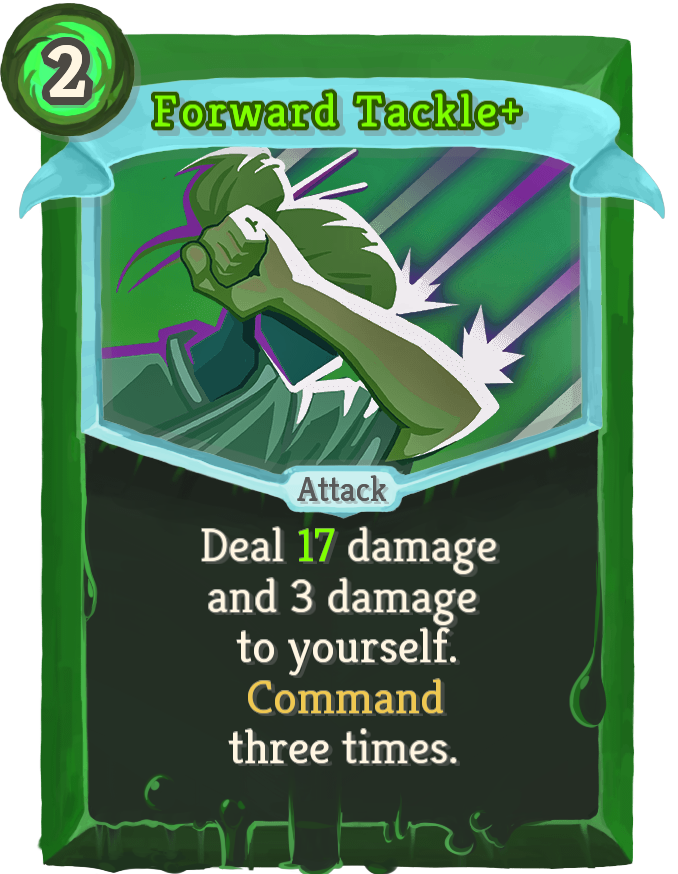 2
Forward Tackle+
Attack
Deal 17 damage
and 3 damage
to yourself.
Command
three times.